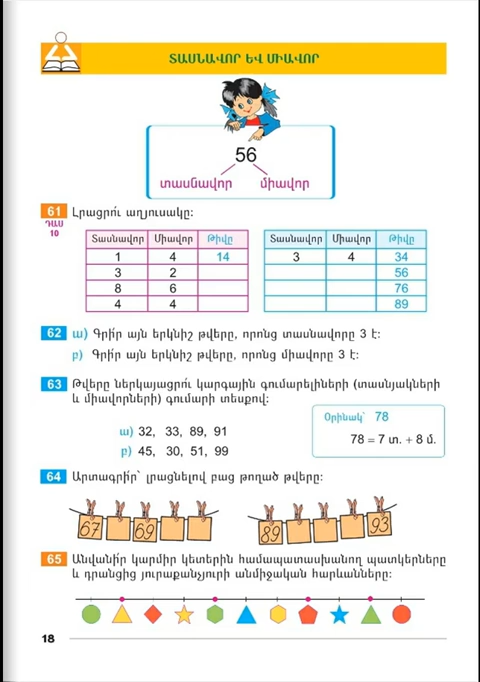 ՏԱՍՆԱՎՈՐ ԵՎ ՄԻԱՎՈՐ
56
տասնավոր միավոր
61 Լրացրո՛ւ աղյուսակը:
ԴԱՍ
10
Տասնավոր Միավոր Թիվը
1 4 14
3 2
8 6
4 4
Տասնավոր Միավոր Թիվը
3 4 34
56
76
89
62 ա) Գրի՛ր այն երկնիշ թվերը, որոնց տասնավորը 3 է:
բ) Գրի՛ր այն երկնիշ թվերը, որոնց միավորը 3 է:
63 Թվերը ներկայացրո՛ւ կարգային գումարելիների (տասնյակների
և միավորների) գումարի տեսքով:
ա) 32, 33, 89, 91
բ) 45, 30, 51, 99
Օրինակ՝ 78
78 = 7 տ. + 8 մ.
64 Արտագրի՛ր՝ լրացնելով բաց թողած թվերը:
67 69
89 93
65 Անվանի՛ր կարմիր կետերին համապատասխանող պատկերները
և դրանցից յուրաքանչյուրի անմիջական հարևանները:
18